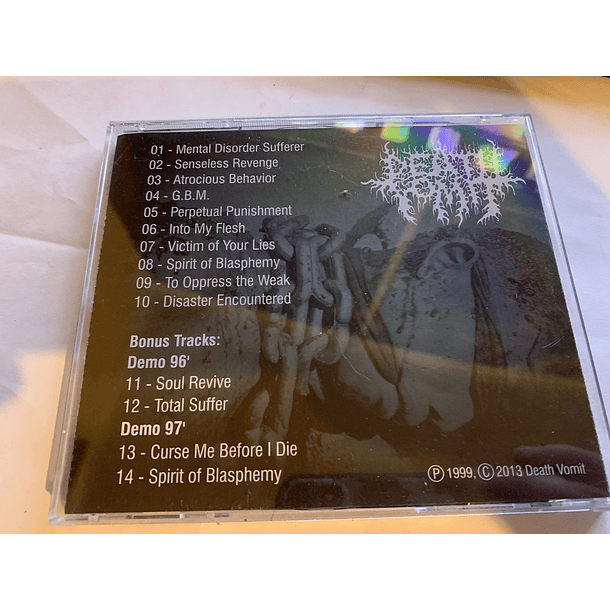 01 - Mental Disorder Sufferer
02 - Senseless Revenge
03 - Atrocious Behavior
04 - G.B.M.
05 - Perpetual Punishment
06 - Into My Flesh
07 - Victim of Your Lies
08 - Spirit of Blasphemy
09 - To Oppress the Weak
10 - Disaster Encountered
Bonus Tracks:
Demo 96'
11 - Soul Revive
12 - Total Suffer
Demo 97'
13 - Curse Me Before I Die
14 - Spirit of Blasphemy
Ⓟ 1999, Ⓒ 2013 Death Vomit